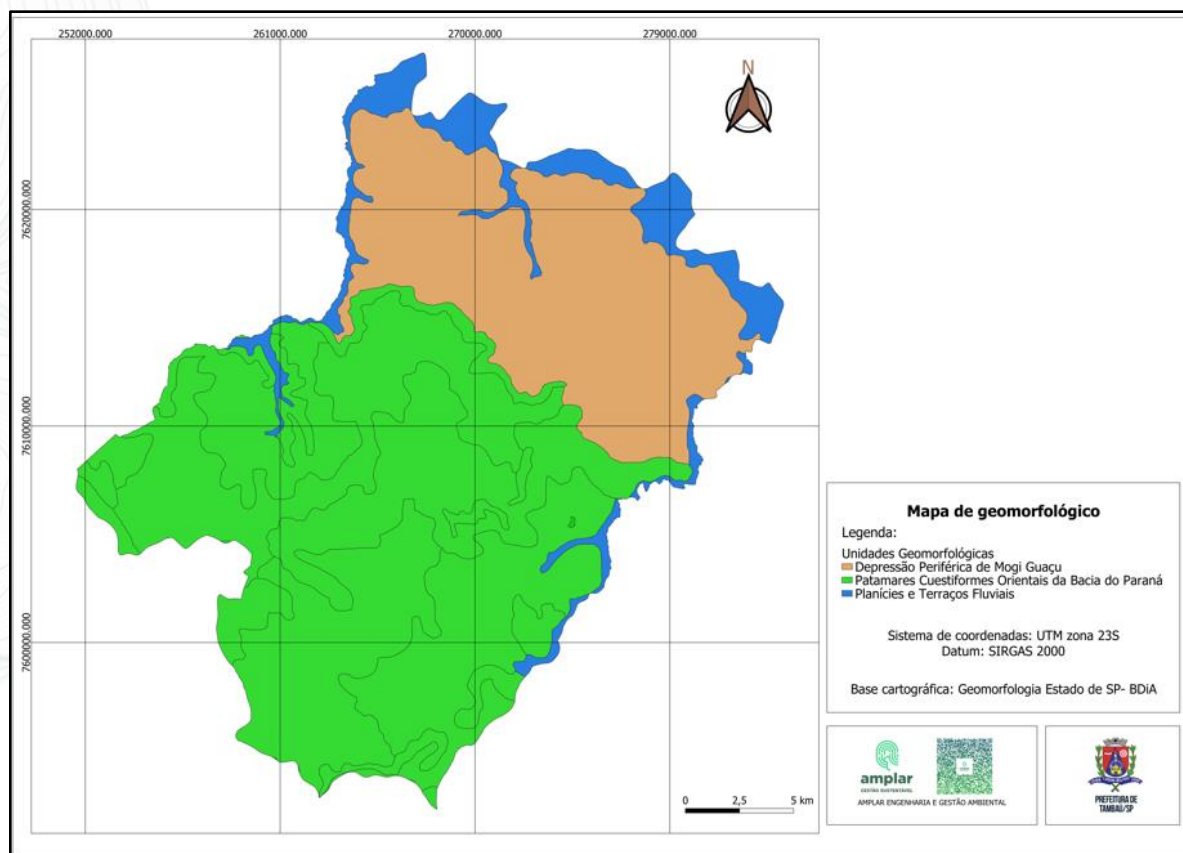 252000.000 261000.000 270000.000 279000.000
N
7620000.000
7610000.000
7600000.000
0 2,5 5 km
Mapa de geomorfológico
Legenda:
Unidades Geomorfológicas
Depressão Periférica de Mogi Guaçu
Patamares Cuestiformes Orientais da Bacia do Paraná
Planícies e Terraços Fluviais
Sistema de coordenadas: UTM zona 23S
Datum: SIRGAS 2000
Base cartográfica: Geomorfologia Estado de SP- BDiA
amplar
GESTÃO SUSTENTÁVEL
AMPLAR ENGENHARIA E GESTÃO AMBIENTAL
PREFEITURA DE
TAMBAÚ/SP